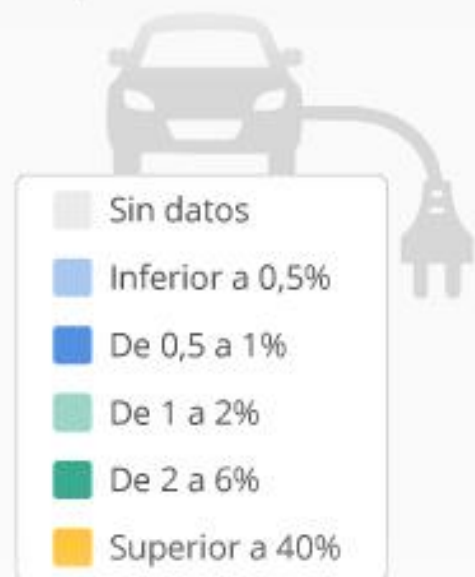 Sin datos
Inferior a 0,5%
De 0,5 a 1%
De 1 a 2%
De 2 a 6%
Superior a 40%